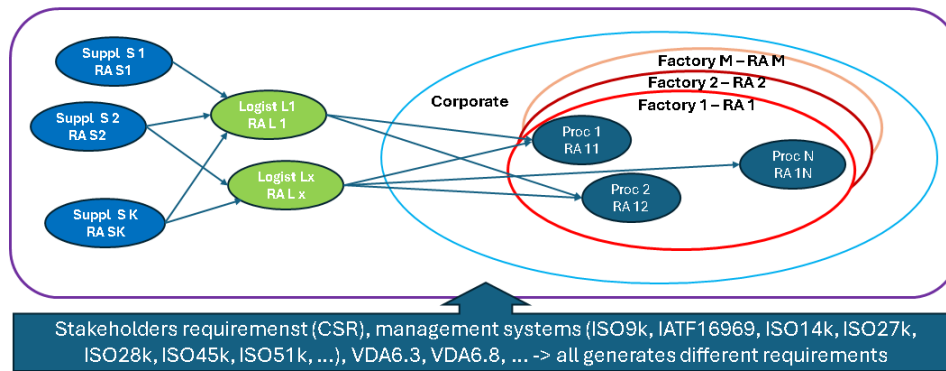 Suppl S 1
RA S1
Suppl S 2
RA S2
Suppl S K
RA SK
Logist L1
RA L 1
Logist Lx
RA L x
Corporate
Factory M – RA M
Factory 2 – RA 2
Factory 1 – RA 1
Proc 1
RA 11
Proc 2
RA 12
Proc N
RA 1N
Stakeholders requiremenst (CSR), management systems (ISO9k, IATF16969, ISO14k, ISO27k,
ISO28k, ISO45k, ISO51k, ...), VDA6.3, VDA6.8, ... -> all generates different requirements